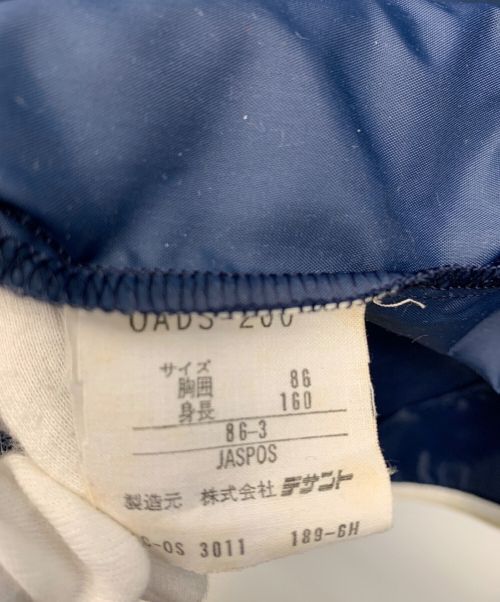 サイズ
胸囲 86
身長 160
86-3
JASPOS
製造元 株式会社 デサント
3011 189-6H